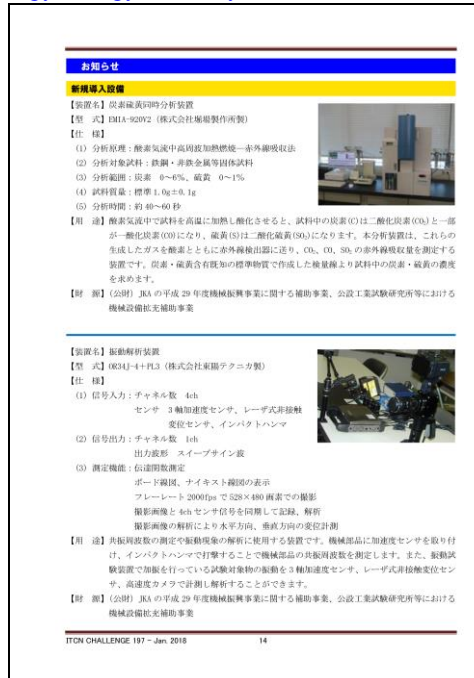 お知らせ
新規導入設備
【装置名】炭素硫黄同時分析装置
【型　式】EMIA-920V2（株式会社堀場製作所製）
【仕　様】
(1) 分析原理：酸素気流中高周波加熱燃焼－赤外線吸収法
(2) 分析対象試料：鉄鋼・非鉄金属等固体試料
(3) 分析範囲：炭素　0～6%、硫黄　0～1%
(4) 試料質量：標準 1.0g±0.1g
(5) 分析時間：約 40～60 秒
【用　途】酸素気流中で試料を高温に加熱し酸化させると、試料中の炭素(C)は二酸化炭素(CO₂)と一部
が一酸化炭素(CO)になり、硫黄(S)は二酸化硫黄(SO₂)になります。本分析装置は、これらの
生成したガスを酸素とともに赤外線検出器に送り、CO₂、CO、SO₂の赤外線吸収量を測定する
装置です。炭素・硫黄含有既知の標準物質で作成した検量線より試料中の炭素・硫黄の濃度
を求めます。
【財　源】（公財）JKA の平成 29 年度機械振興事業に関する補助事業、公設工業試験研究所等における
機械設備拡充補助事業
【装置名】振動解析装置
【型　式】OR34J-4＋PL3（株式会社東陽テクニカ製）
【仕　様】
(1) 信号入力：チャネル数　4ch
センサ　3 軸加速度センサ、レーザ式非接触
変位センサ、インパクトハンマ
(2) 信号出力：チャネル数　1ch
出力波形　スイープサイン波
(3) 測定機能：伝達関数測定
ボード線図、ナイキスト線図の表示
フレーレート 2000fps で 528×480 画素での撮影
撮影画像と 4ch センサ信号を同期して記録、解析
撮影画像の解析により水平方向、垂直方向の変位計測
【用　途】共振周波数の測定や振動現象の解析に使用する装置です。機械部品に加速度センサを取り付
け、インパクトハンマで打撃することで機械部品の共振周波数を測定します。また、振動試
験装置で加振を行っている試験対象物の振動を 3 軸加速度センサ、レーザ式非接触変位セン
サ、高速度カメラで計測し解析することができます。
【財　源】（公財）JKA の平成 29 年度機械振興事業に関する補助事業、公設工業試験研究所等における
機械設備拡充補助事業
ITCN CHALLENGE 197 - Jan. 2018　14